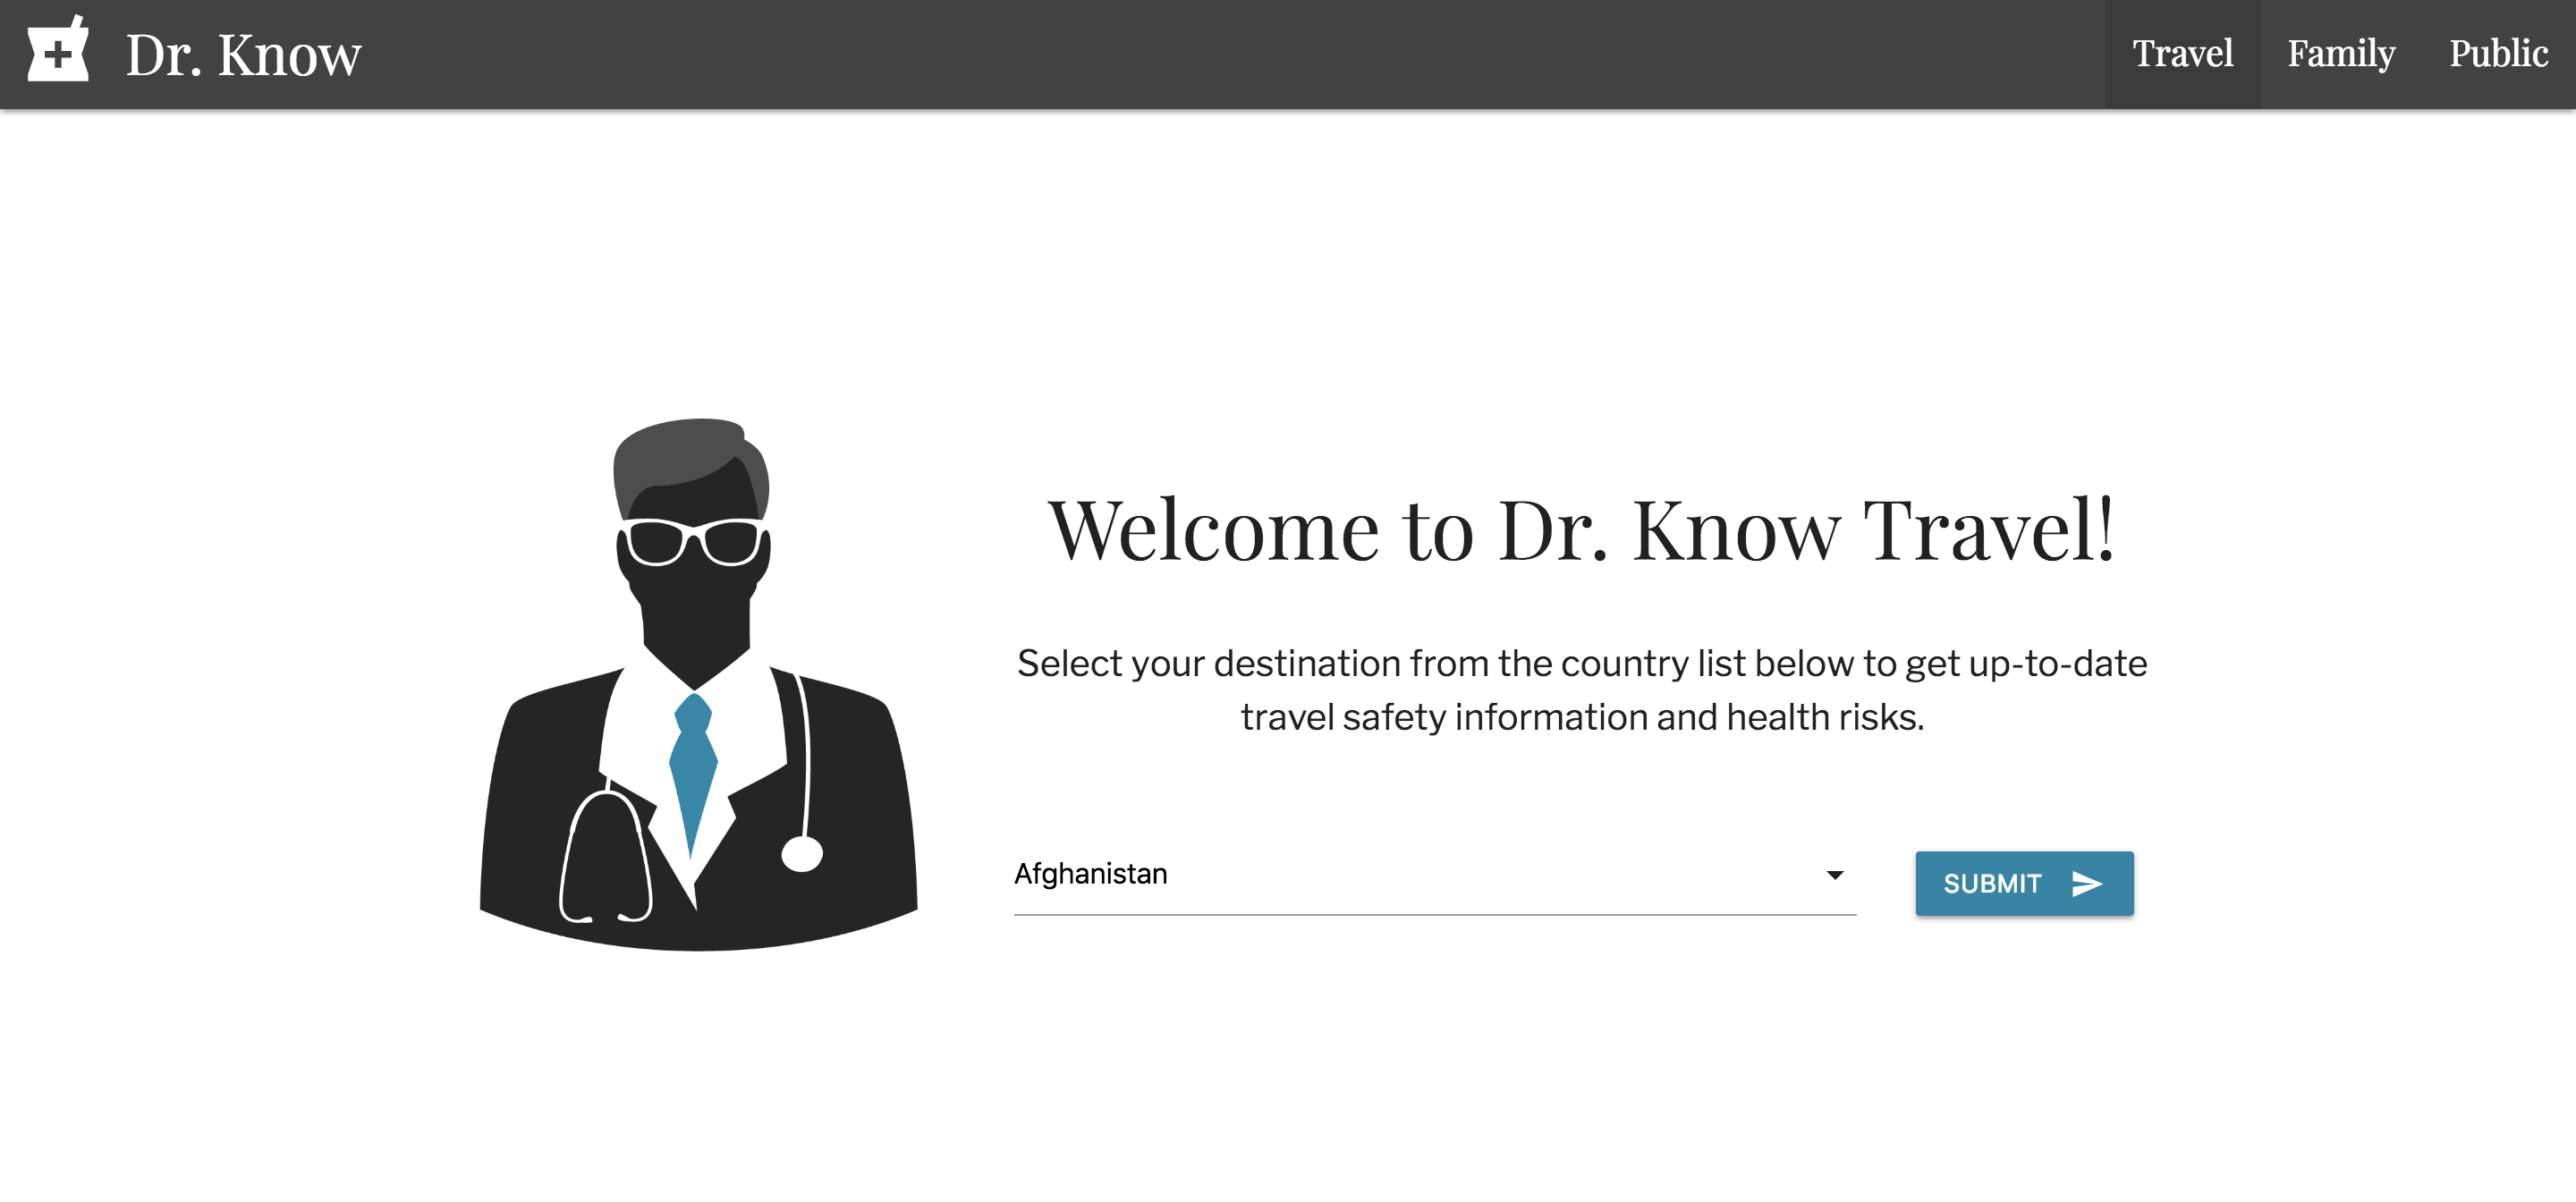 Dr. Know
Travel
Family
Public
Welcome to Dr. Know Travel!
Select your destination from the country list below to get up-to-date
travel safety information and health risks.
Afghanistan
SUBMIT